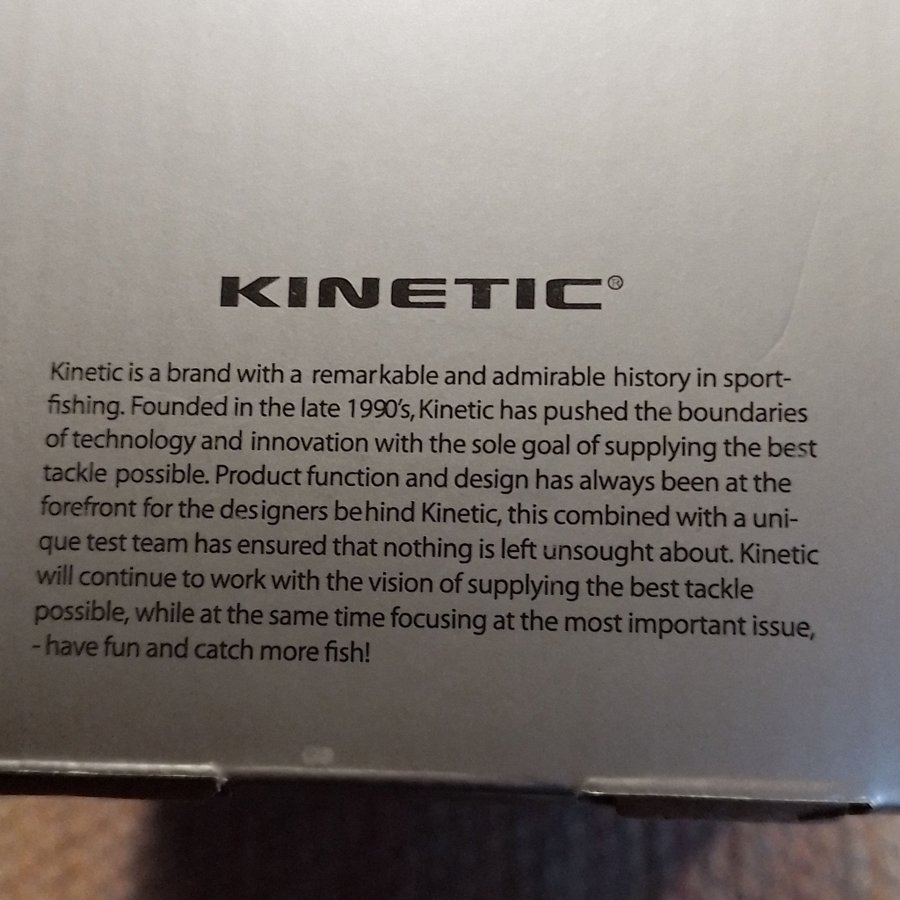 KINETIC®
Kinetic is a brand with a remarkable and admirable history in sport-
fishing. Founded in the late 1990's, Kinetic has pushed the boundaries
of technology and innovation with the sole goal of supplying the best
tackle possible. Product function and design has always been at the
forefront for the designers behind Kinetic, this combined with a uni-
que test team has ensured that nothing is left unsought about. Kinetic
will continue to work with the vision of supplying the best tackle
possible, while at the same time focusing at the most important issue,
- have fun and catch more fish!